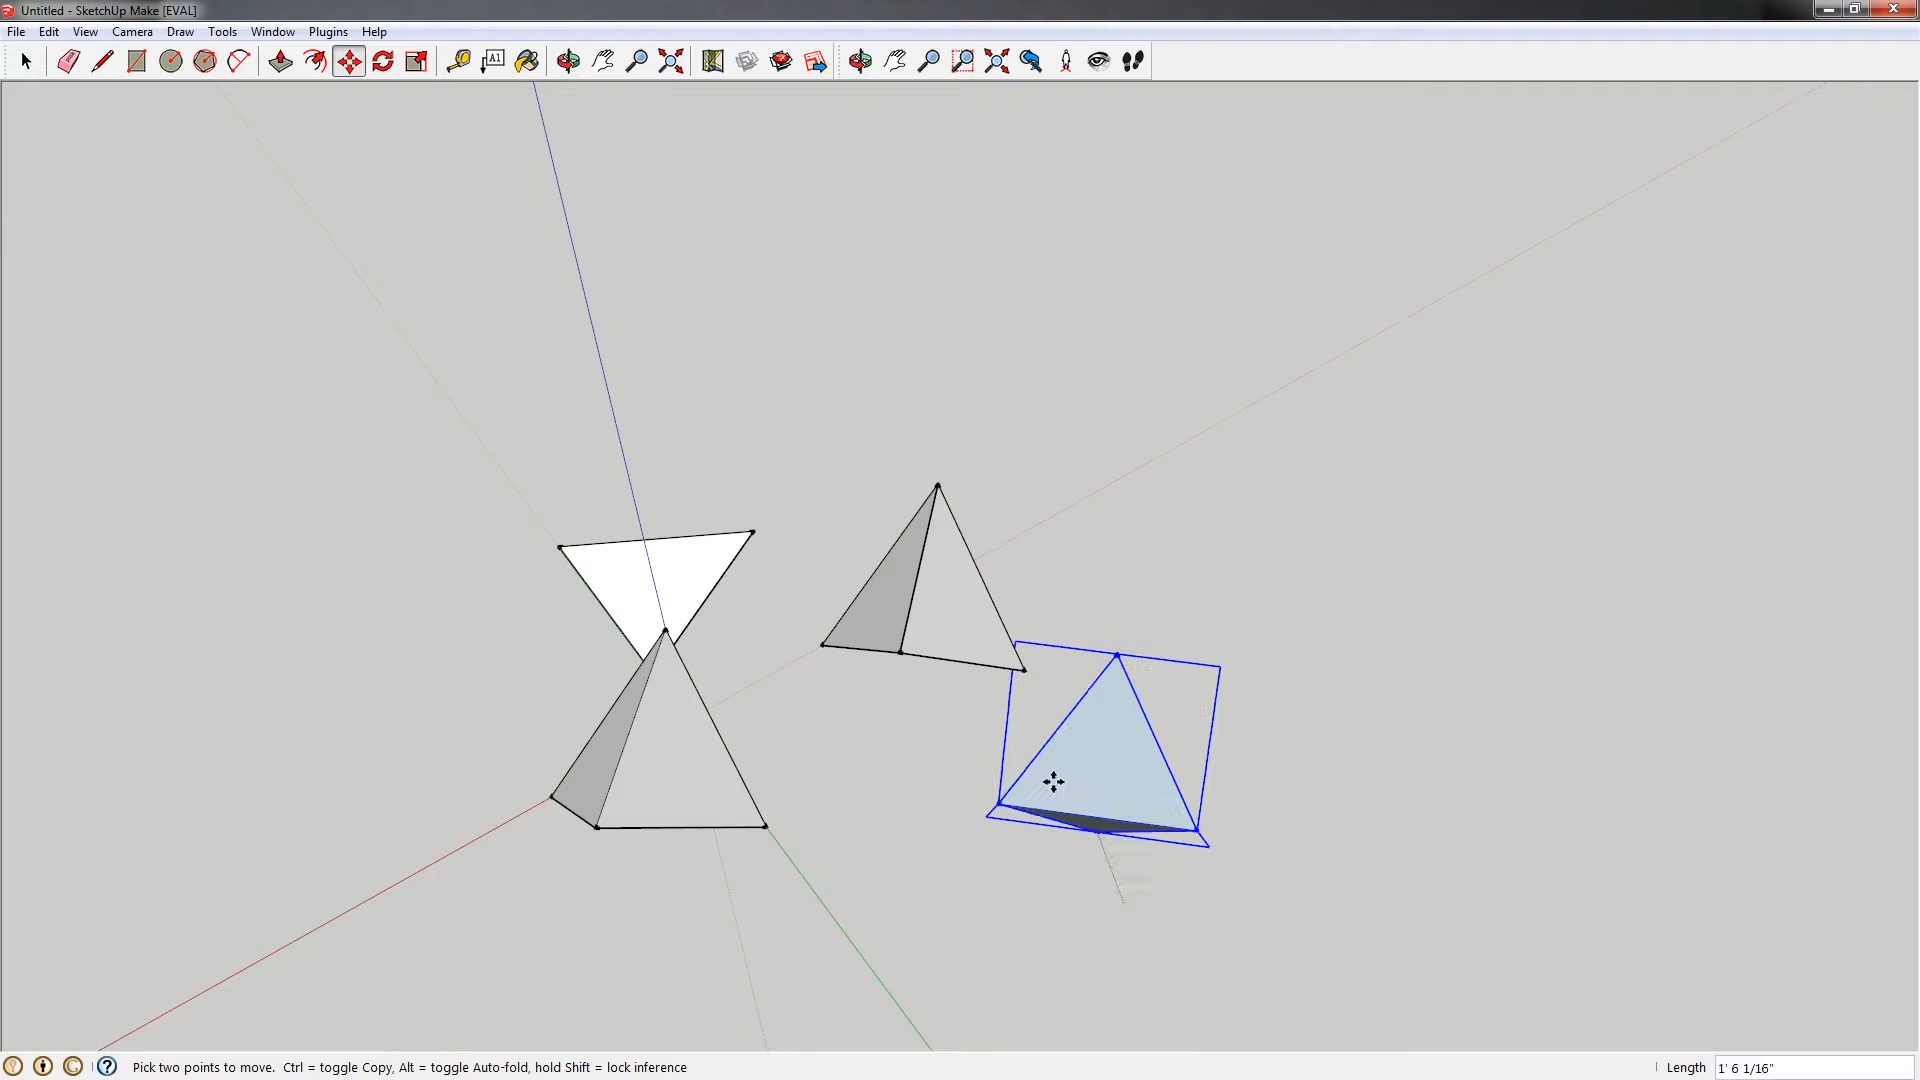 Untitled - SketchUp Make [EVAL]
File Edit View Camera Draw Tools Window Plugins Help
A1
Pick two points to move. Ctrl = toggle Copy, Alt = toggle Auto-fold, hold Shift = lock inference
Length 1' 6 1/16"